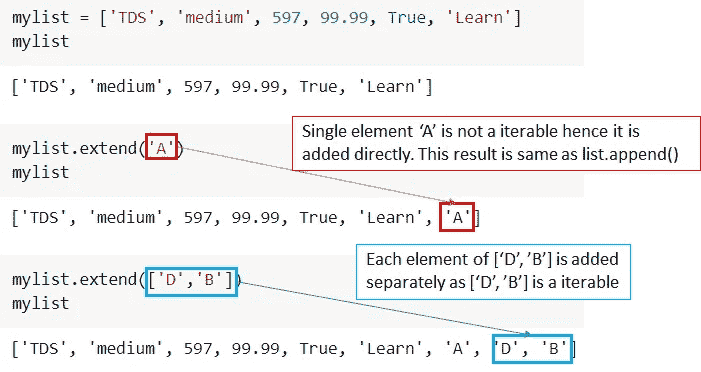 mylist = ['TDS', 'medium', 597, 99.99, True, 'Learn']
mylist
['TDS', 'medium', 597, 99.99, True, 'Learn']
mylist.extend('A')
mylist
Single element ‘A’ is not a iterable hence it is
added directly. This result is same as list.append()
['TDS', 'medium', 597, 99.99, True, 'Learn', 'A']
mylist.extend(['D','B'])
mylist
Each element of [‘D’, ’B’] is added
separately as [‘D’, ’B’] is a iterable
['TDS', 'medium', 597, 99.99, True, 'Learn', 'A', 'D', 'B']